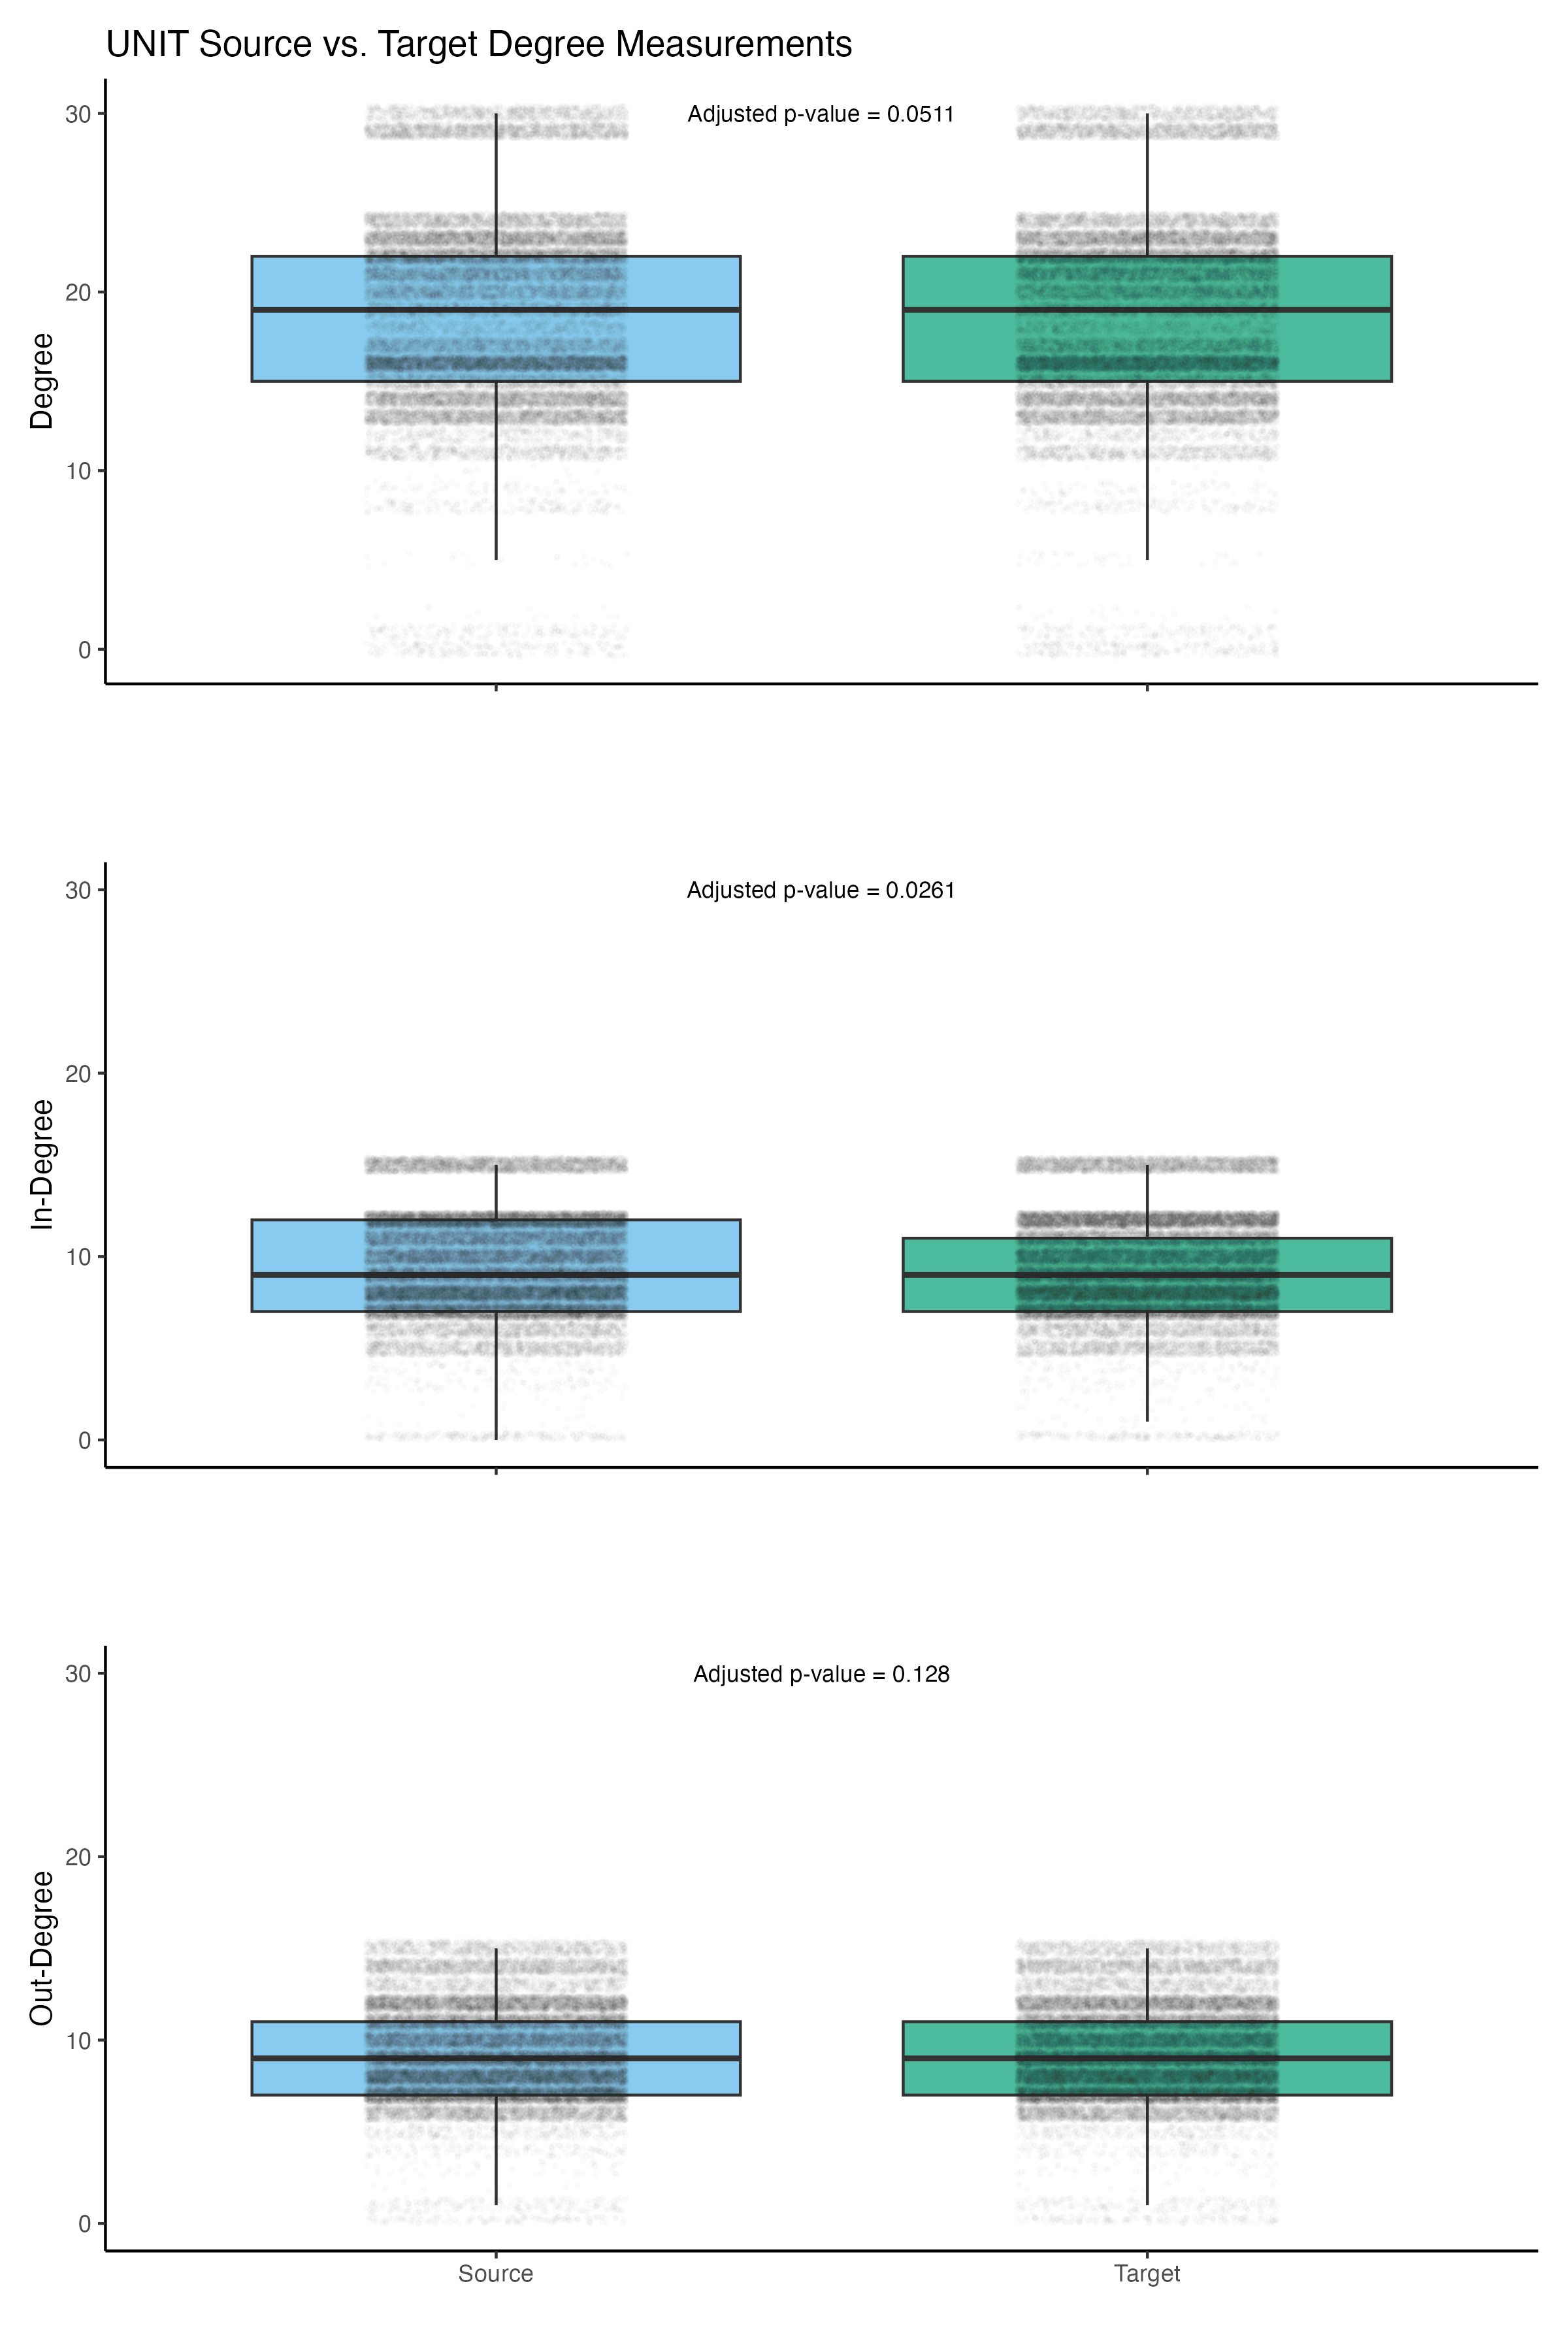 UNIT Source vs. Target Degree Measurements
Adjusted p-value = 0.0511
30
20
10
0
Degree
Adjusted p-value = 0.0261
30
20
10
0
In-Degree
Adjusted p-value = 0.128
30
20
10
0
Out-Degree
Source
Target